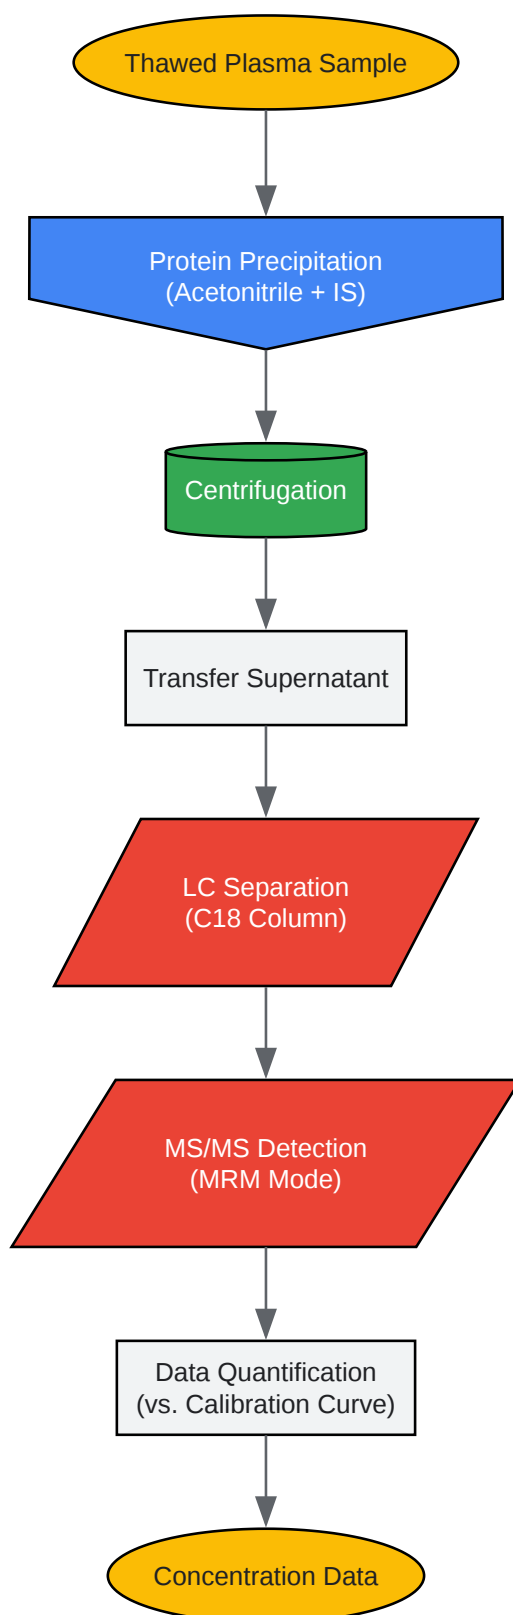 Thawed Plasma Sample
Protein Precipitation
(Acetonitrile + IS)
Centrifugation
Transfer Supernatant
LC Separation
(C18 Column)
MS/MS Detection
(MRM Mode)
Data Quantification
(vs. Calibration Curve)
Concentration Data